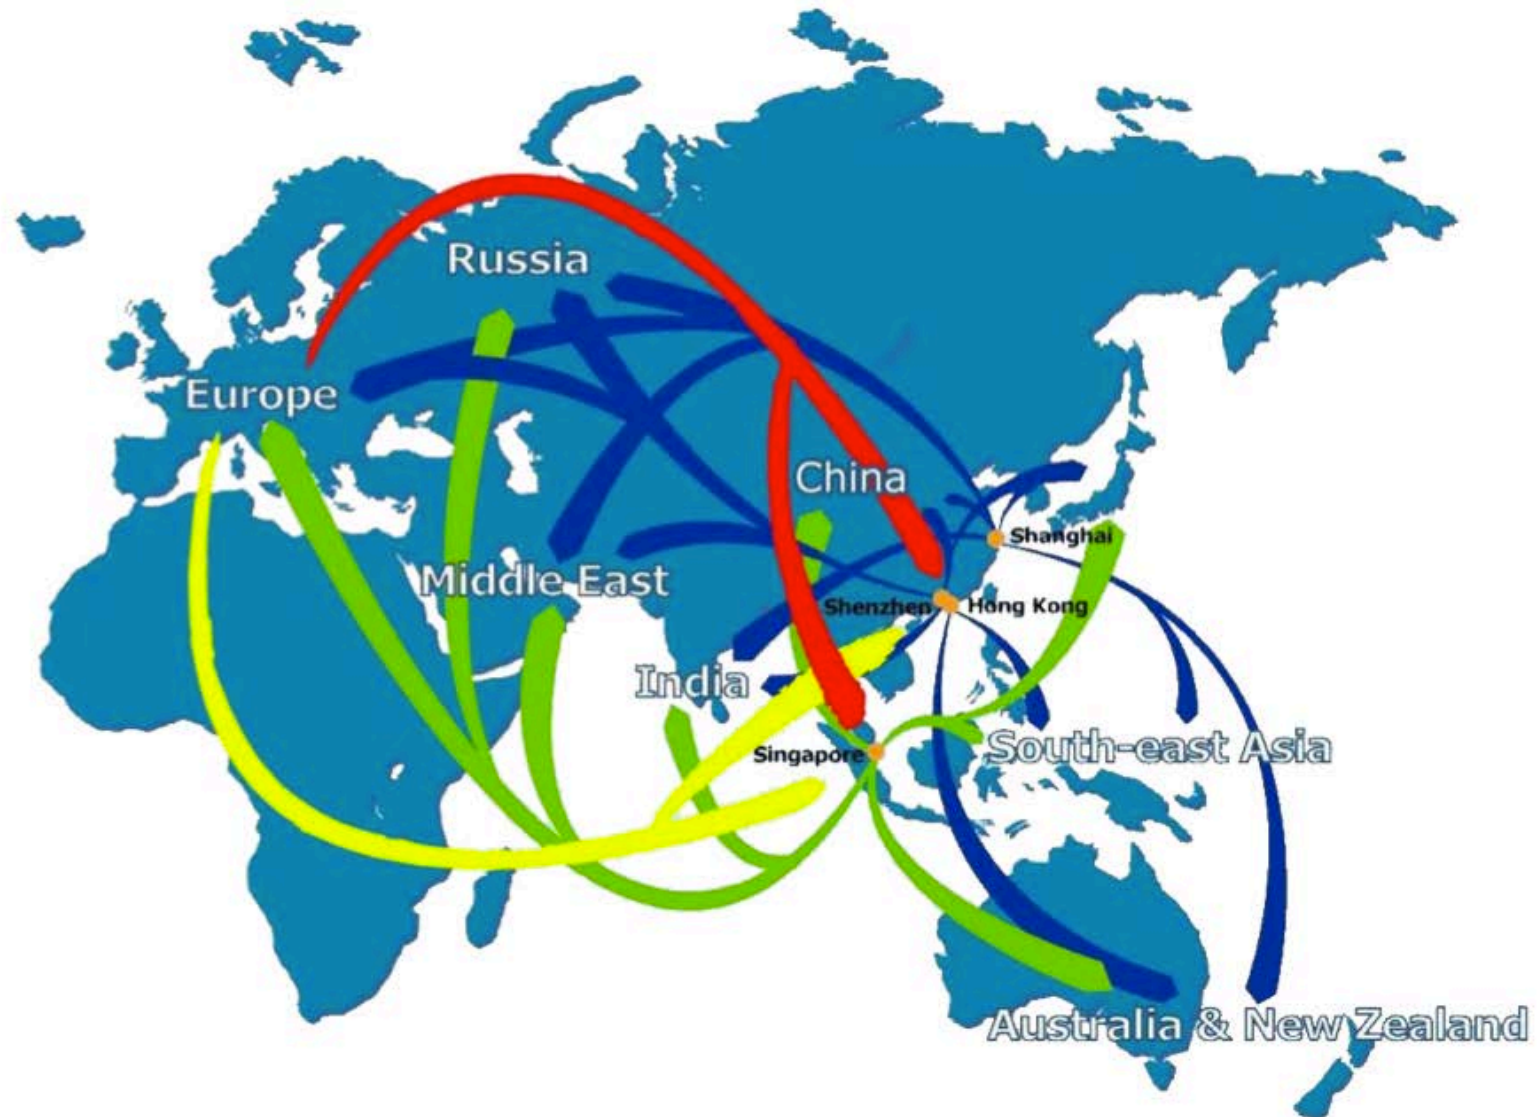 Russia
Europe
China
Shanghai
Middle East
Shenzhen
Hong Kong
India
South-east Asia
Singapore
Australia & New Zealand